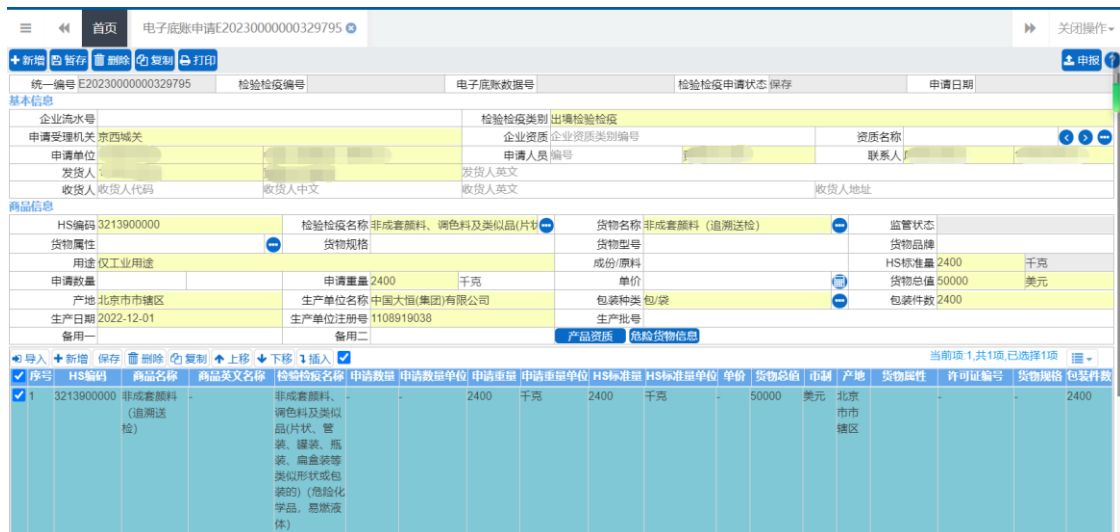 首页 电子底账申请E20230000000329795 关闭操作
新增 暂存 删除 复制 打印 申报
统一编号 E20230000000329795 检验检疫编号 电子底账数据号 检验检疫申请状态 保存 申请日期
基本信息
企业流水号 检验检疫类别 出境检验检疫
申请受理机关 京西城关 企业资质 企业资质类别编号 资质名称
申请单位 申请人员 编号 联系人
发货人 发货人英文
收货人 收货人代码 收货人中文 收货人英文 收货人地址
商品信息
HS编码 3213900000 检验检疫名称 非成套颜料、调色料及类似品(片状 货物名称 非成套颜料（追溯送检） 监管状态
货物属性 货物规格 货物型号 货物品牌
用途 仅工业用途 成份/原料 HS标准量 2400 千克
申请数量 申请重量 2400 千克 单价 货物总值 50000 美元
产地 北京市市辖区 生产单位名称 中国大恒(集团)有限公司 包装种类 包/袋 包装件数 2400
生产日期 2022-12-01 生产单位注册号 1108919038 生产批号
备用一 备用二 产品资质 危险货物信息
导入 新增 保存 删除 复制 上移 下移 插入 当前项:1,共1项,已选择1项
序号 HS编码 商品名称 商品英文名称 检验检疫名称 申请数量 申请数量单位 申请重量 申请重量单位 HS标准量 HS标准量单位 单价 货物总值 币制 产地 货物属性 许可证编号 货物规格 包装件数
1 3213900000 非成套颜料 - 非成套颜料、 - 2400 千克 2400 千克 - 50000 美元 北京 - - - 2400
（追溯送 调色料及类似 市市
检） 品(片状、管 辖区
装、罐装、瓶
装、扁盒装等
类似形状或包
装的)（危险化
学品，易燃液
体）